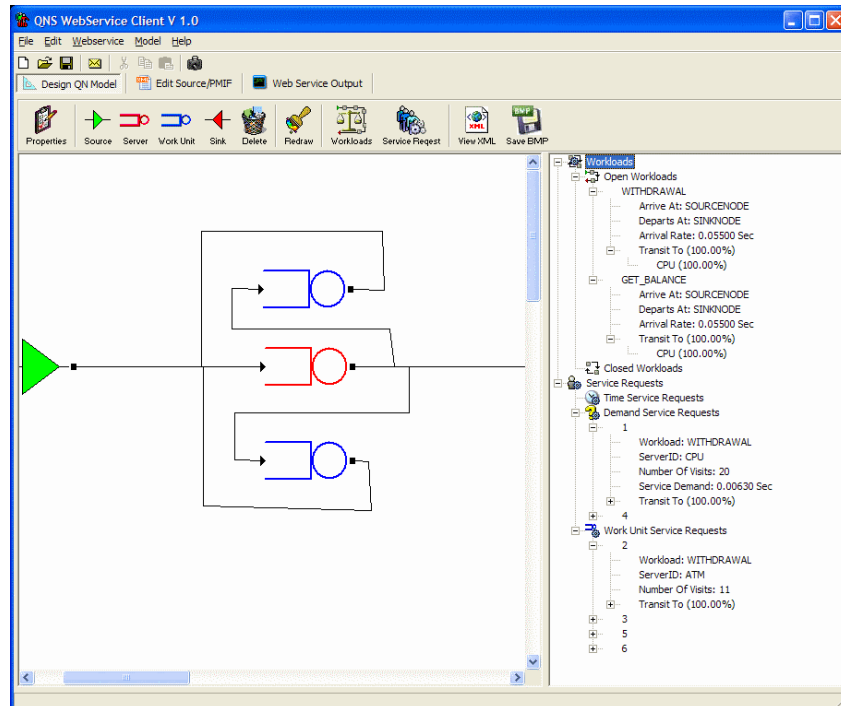 QNS WebService Client V 1.0
File Edit Webservice Model Help
Design QN Model Edit Source/PMIF Web Service Output
Properties Source Server Work Unit Sink Delete Redraw Workloads Service Reqest View XML Save BMP
Workloads
Open Workloads
WITHDRAWAL
Arrive At: SOURCENODE
Departs At: SINKNODE
Arrival Rate: 0.05500 Sec
Transit To (100.00%)
CPU (100.00%)
GET_BALANCE
Arrive At: SOURCENODE
Departs At: SINKNODE
Arrival Rate: 0.05500 Sec
Transit To (100.00%)
CPU (100.00%)
Closed Workloads
Service Requests
Time Service Requests
Demand Service Requests
1
Workload: WITHDRAWAL
ServerID: CPU
Number Of Visits: 20
Service Demand: 0.00630 Sec
Transit To (100.00%)
4
Work Unit Service Requests
2
Workload: WITHDRAWAL
ServerID: ATM
Number Of Visits: 11
Transit To (100.00%)
3
5
6